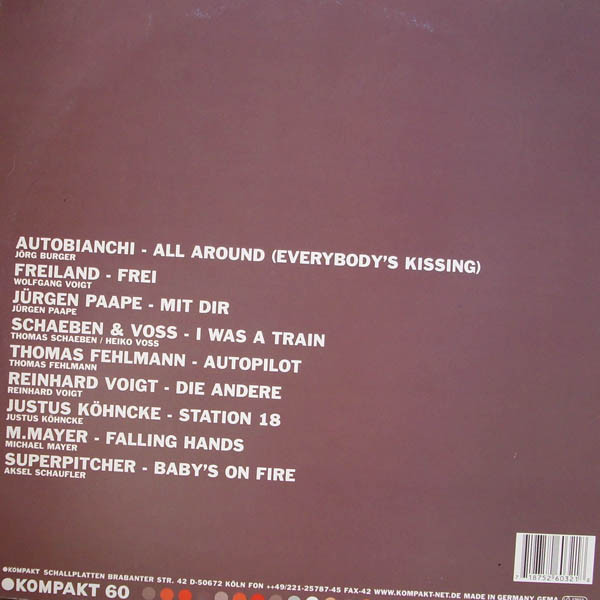 AUTOBIANCHI - ALL AROUND (EVERYBODY'S KISSING)
JÖRG BURGER
FREILAND - FREI
WOLFGANG VOIGT
JÜRGEN PAAPE - MIT DIR
JÜRGEN PAAPE
SCHAEBEN & VOSS - I WAS A TRAIN
THOMAS SCHAEBEN / HEIKO VOSS
THOMAS FEHLMANN - AUTOPILOT
THOMAS FEHLMANN
REINHARD VOIGT - DIE ANDERE
REINHARD VOIGT
JUSTUS KÖHNCKE - STATION 18
JUSTUS KÖHNCKE
M.MAYER - FALLING HANDS
MICHAEL MAYER
SUPERPITCHER - BABY'S ON FIRE
AKSEL SCHAUFLER
7 18752 60321 8
KOMPAKT SCHALLPLATTEN BRABANTER STR. 42 D-50672 KÖLN FON ++49/221-25787-45 FAX-42 WWW.KOMPAKT-NET.DE MADE IN GERMANY GEMA
KOMPAKT 60